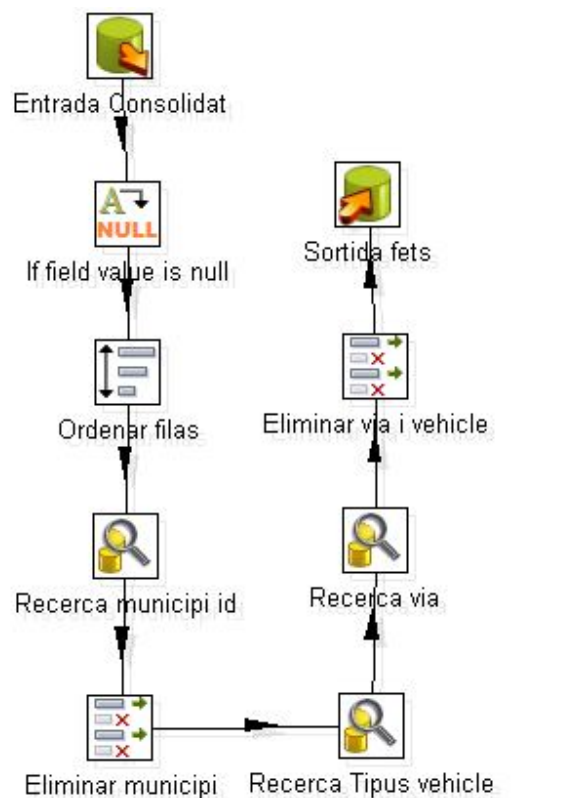 Entrada Consolidat
A
NULL
If field value is null
Ordenar filas
Recerca municipi id
Eliminar municipi
Recerca Tipus vehicle
Recerca via
Eliminar via i vehicle
Sortida fets